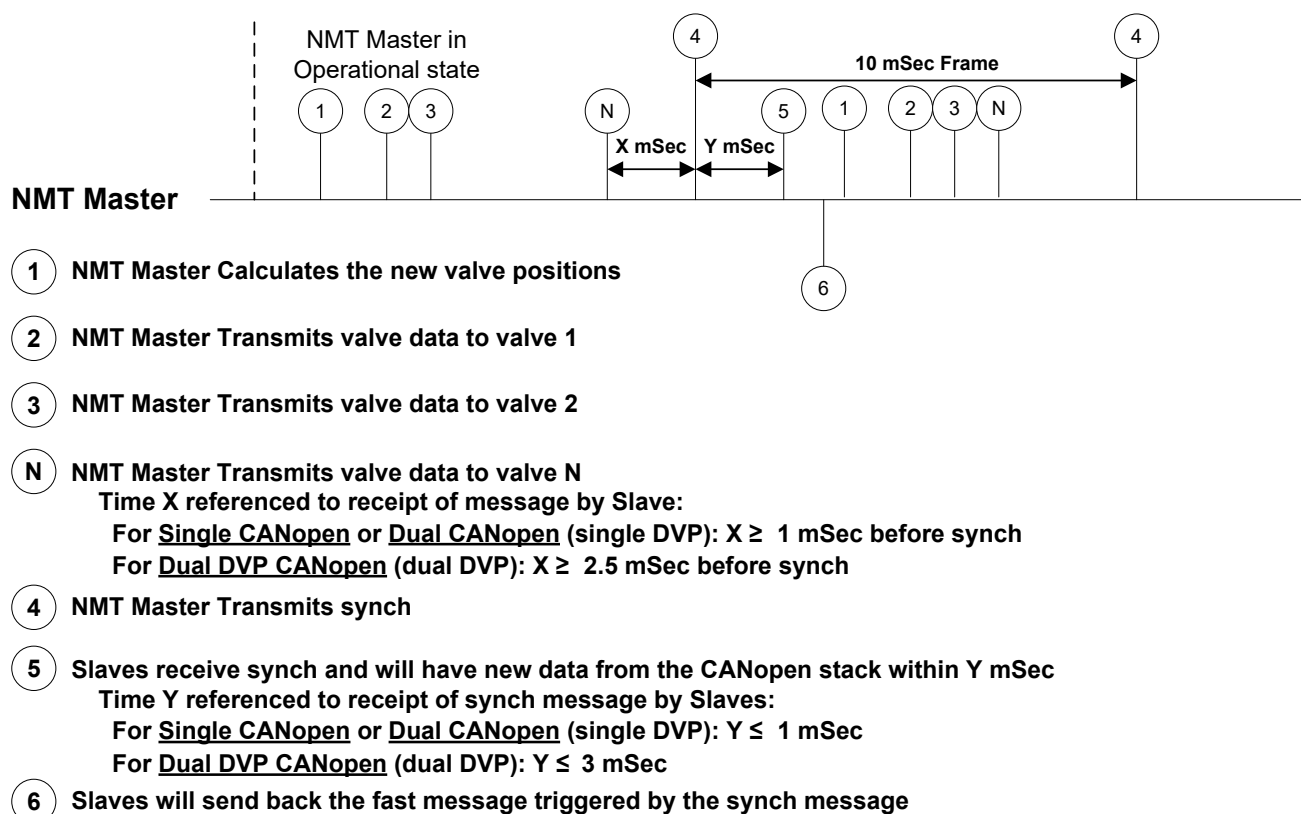 NMT Master in
Operational state
4
4
10 mSec Frame
1
2
3
N
5
1
2
3
N
X mSec
Y mSec
NMT Master
6
1 NMT Master Calculates the new valve positions
2 NMT Master Transmits valve data to valve 1
3 NMT Master Transmits valve data to valve 2
N NMT Master Transmits valve data to valve N
Time X referenced to receipt of message by Slave:
For Single CANopen or Dual CANopen (single DVP): X ≥ 1 mSec before synch
For Dual DVP CANopen (dual DVP): X ≥ 2.5 mSec before synch
4 NMT Master Transmits synch
5 Slaves receive synch and will have new data from the CANopen stack within Y mSec
Time Y referenced to receipt of synch message by Slaves:
For Single CANopen or Dual CANopen (single DVP): Y ≤ 1 mSec
For Dual DVP CANopen (dual DVP): Y ≤ 3 mSec
6 Slaves will send back the fast message triggered by the synch message